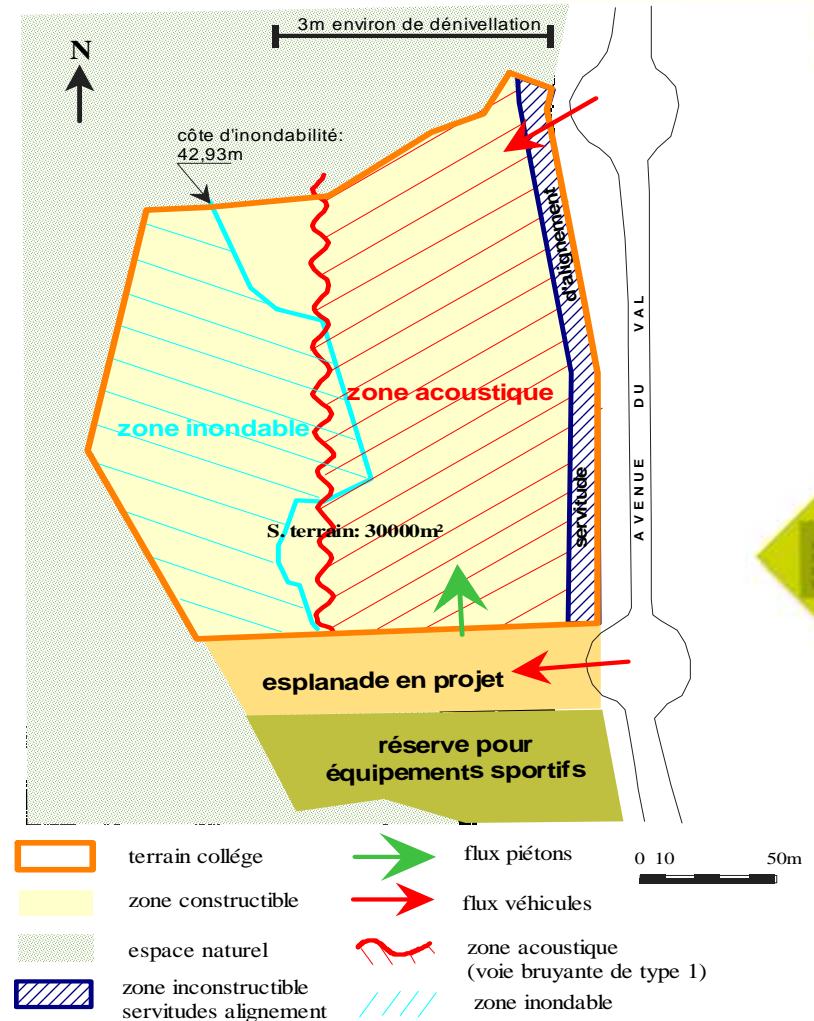 3m environ de dénivellation
N
côte d'inondabilité:
42,93m
d'alignement
servitude
AVENUE DU VAL
zone acoustique
zone inondable
S. terrain: 30000m²
esplanade en projet
réserve pour
équipements sportifs
terrain collége
flux piétons
0 10 50m
zone constructible
flux véhicules
espace naturel
zone acoustique
(voie bruyante de type 1)
zone inconstructible
servitudes alignement
zone inondable